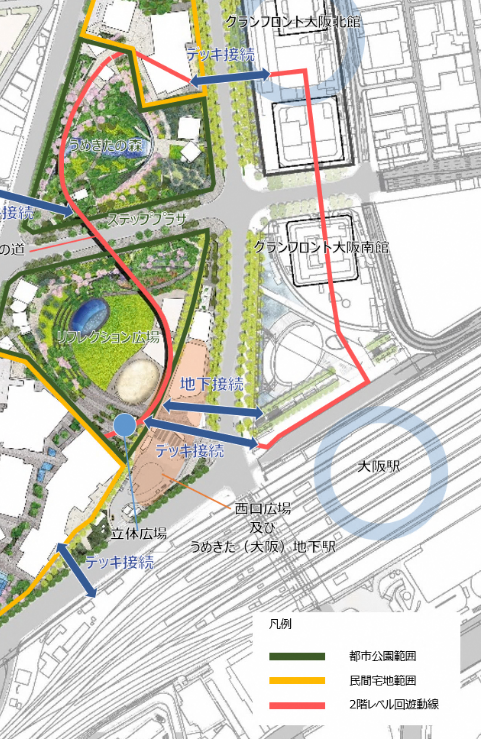 グランフロント大阪北館
デッキ接続
うめきたの森
接続
ステッププラザ
の道
グランフロント大阪南館
リフレクション広場
地下接続
デッキ接続
大阪駅
西口広場
及び
うめきた（大阪）地下駅
立体広場
デッキ接続
凡例
都市公園範囲
民間宅地範囲
2階レベル回遊動線